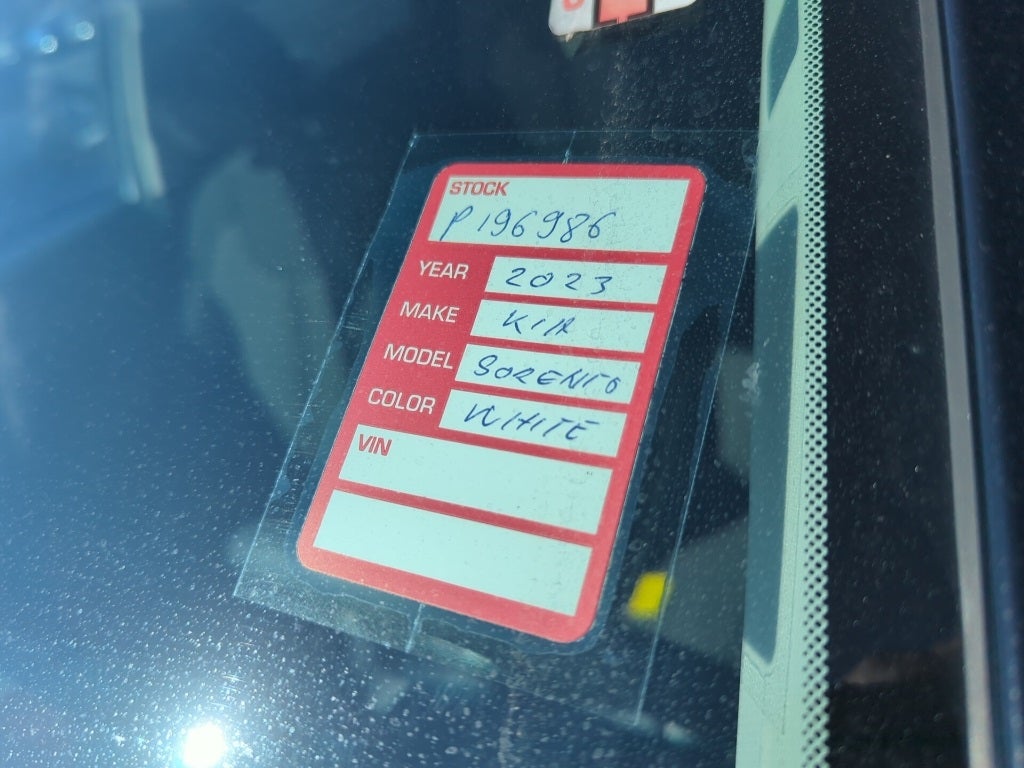 STOCK
P196986
YEAR 2023
MAKE KIA
MODEL SORENTO
COLOR WHITE
VIN